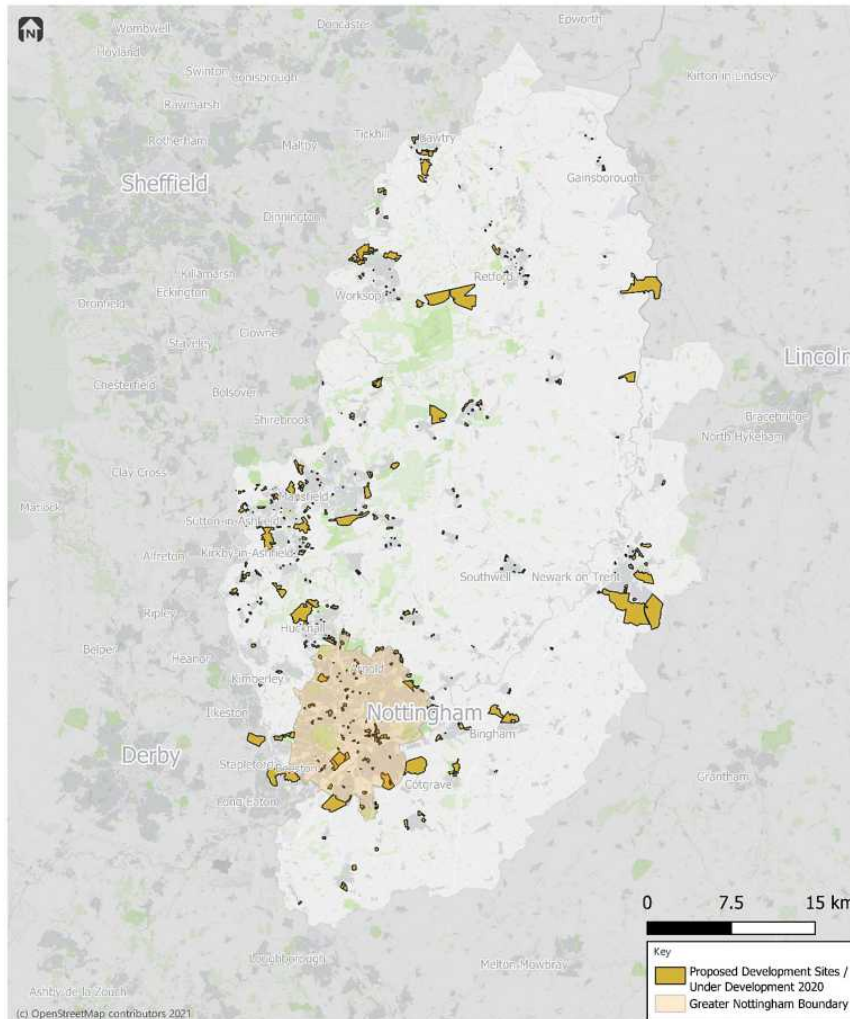 N
Wombwell
Doncaster
Epworth
Hoyland
Swinton
Conisbrough
Kirton in Lindsey
Rawmarsh
Rotherham
Maltby
Tickhill
Bawtry
Gainsborough
Sheffield
Dinnington
Killamarsh
Eckington
Retford
Dronfield
Worksop
Staveley
Clowne
Lincoln
Chesterfield
Bolsover
Bracebridge
Shirebrook
North Hykeham
Clay Cross
Mansfield
Matlock
Sutton-in-Ashfield
Alfreton
Kirkby-in-Ashfield
Southwell
Newark on Trent
Ripley
Hucknall
Belper
Heanor
Arnold
Kimberley
Ilkeston
Nottingham
Bingham
Derby
Stapleford
Beeston
Cotgrave
Grantham
Long Eaton
0 7.5 15 km
Key
Proposed Development Sites /
Under Development 2020
Greater Nottingham Boundary
Loughborough
Melton Mowbray
Ashby de la Zouch
(c) OpenStreetMap contributors 2021